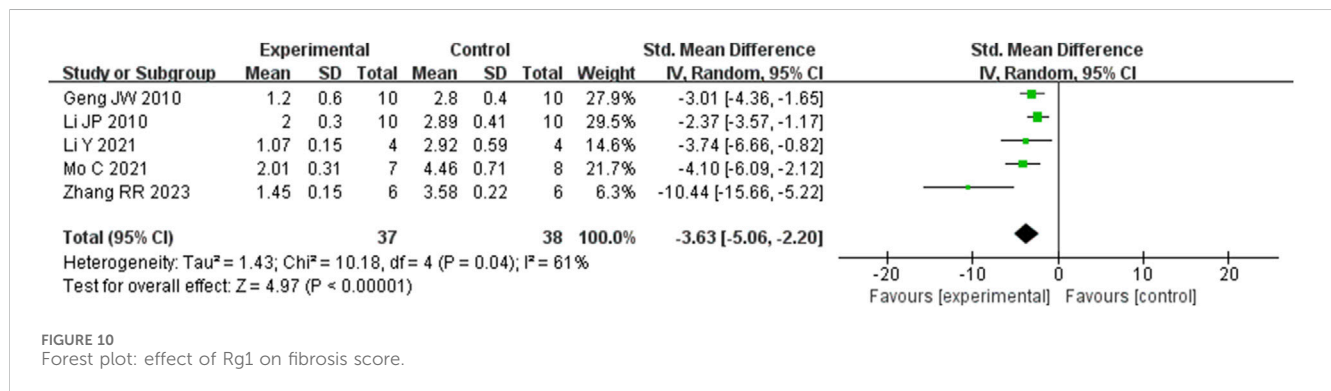 Experimental Control Std. Mean Difference Std. Mean Difference
Study or Subgroup Mean SD Total Mean SD Total Weight IV, Random, 95% CI IV, Random, 95% CI
Geng JW 2010 1.2 0.6 10 2.8 0.4 10 27.9% -3.01 [-4.36, -1.65]
Li JP 2010 2 0.3 10 2.89 0.41 10 29.5% -2.37 [-3.57, -1.17]
Li Y 2021 1.07 0.15 4 2.92 0.59 4 14.6% -3.74 [-6.66, -0.82]
Mo C 2021 2.01 0.31 7 4.46 0.71 8 21.7% -4.10 [-6.09, -2.12]
Zhang RR 2023 1.45 0.15 6 3.58 0.22 6 6.3% -10.44 [-15.66, -5.22]
Total (95% CI) 37 38 100.0% -3.63 [-5.06, -2.20]
Heterogeneity: Tau² = 1.43; Chi² = 10.18, df = 4 (P = 0.04); I² = 61%
Test for overall effect: Z = 4.97 (P < 0.00001)
-20 -10 0 10 20
Favours [experimental] Favours [control]
FIGURE 10
Forest plot: effect of Rg1 on fibrosis score.